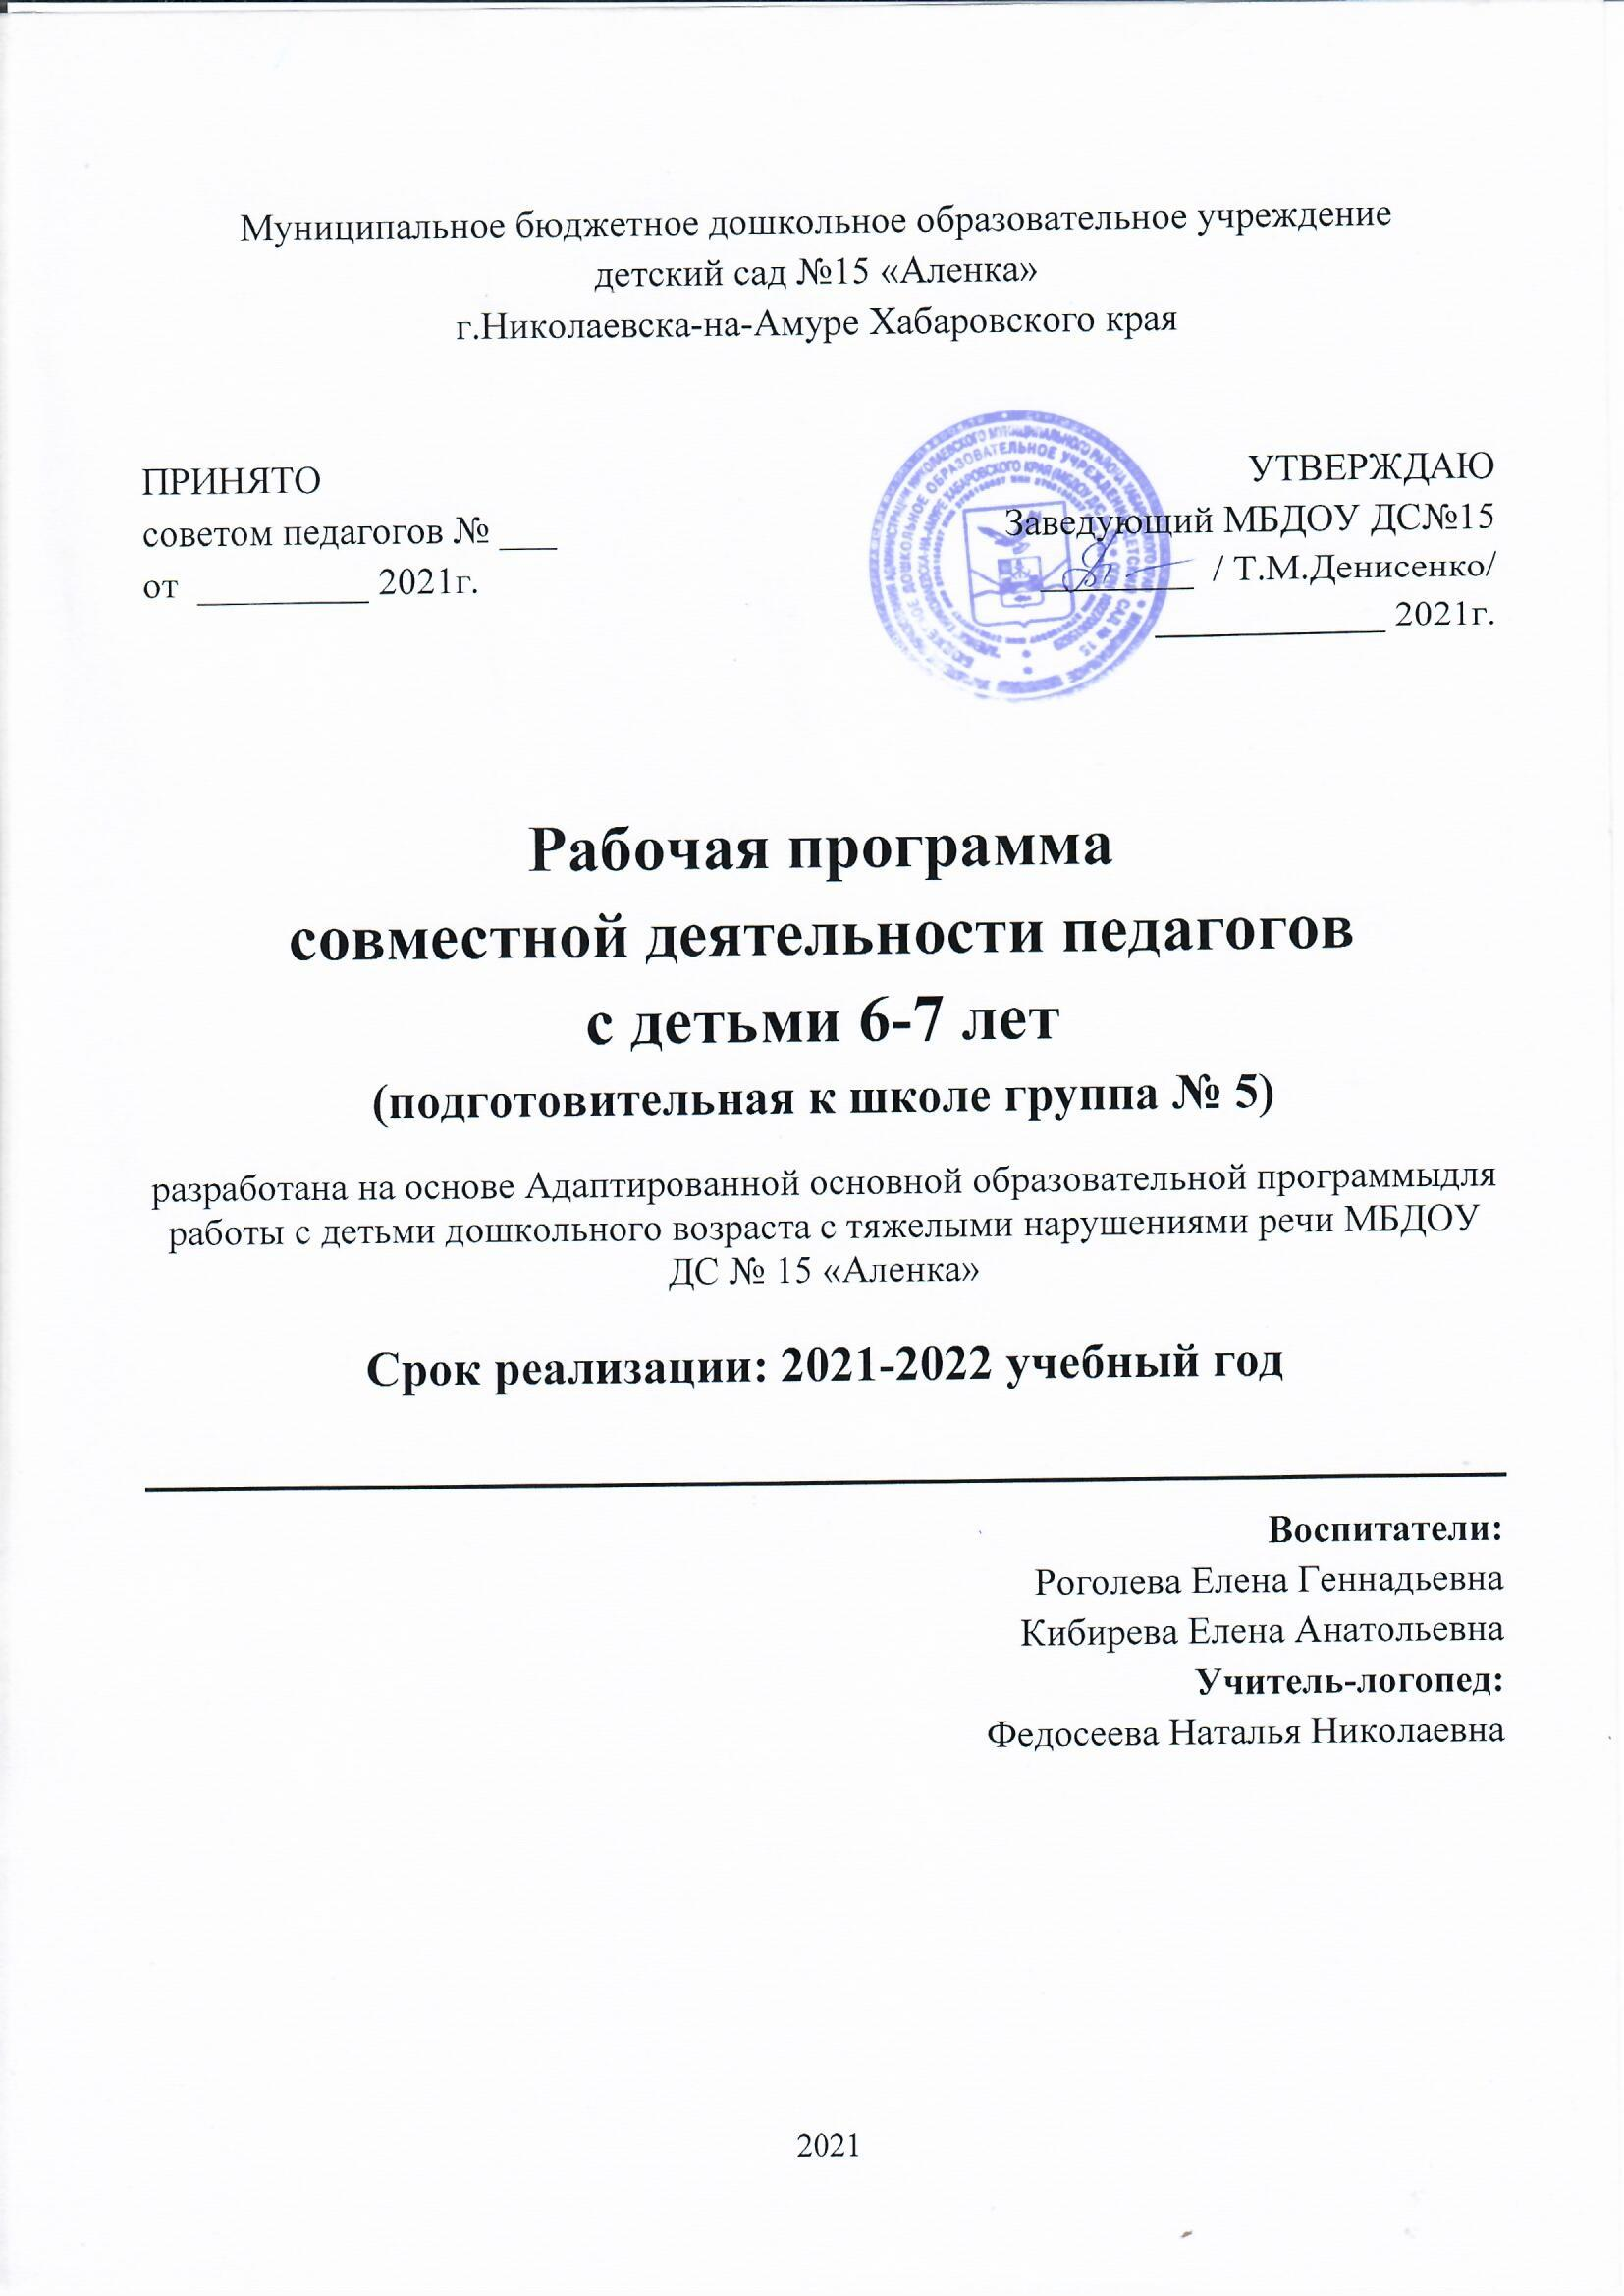 Муниципальное бюджетное дошкольное образовательное учреждение
детский сад №15 «Аленка»
г.Николаевска-на-Амуре Хабаровского края
ПРИНЯТО
советом педагогов № ___
от _________ 2021г.
УТВЕРЖДАЮ
Заведующий МБДОУ ДС№15
________ / Т.М.Денисенко/
____________ 2021г.
Рабочая программа
совместной деятельности педагогов
с детьми 6-7 лет
(подготовительная к школе группа № 5)
разработана на основе Адаптированной основной образовательной программыдля
работы с детьми дошкольного возраста с тяжелыми нарушениями речи МБДОУ
ДС № 15 «Аленка»
Срок реализации: 2021-2022 учебный год
Воспитатели:
Роголева Елена Геннадьевна
Кибирева Елена Анатольевна
Учитель-логопед:
Федосеева Наталья Николаевна
2021